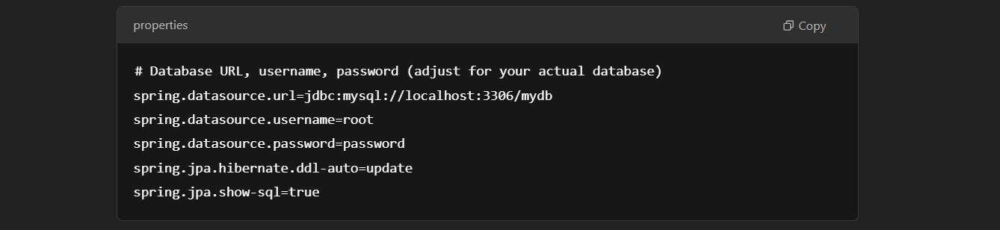 properties
Copy
# Database URL, username, password (adjust for your actual database)
spring.datasource.url=jdbc:mysql://localhost:3306/mydb
spring.datasource.username=root
spring.datasource.password=password
spring.jpa.hibernate.ddl-auto=update
spring.jpa.show-sql=true